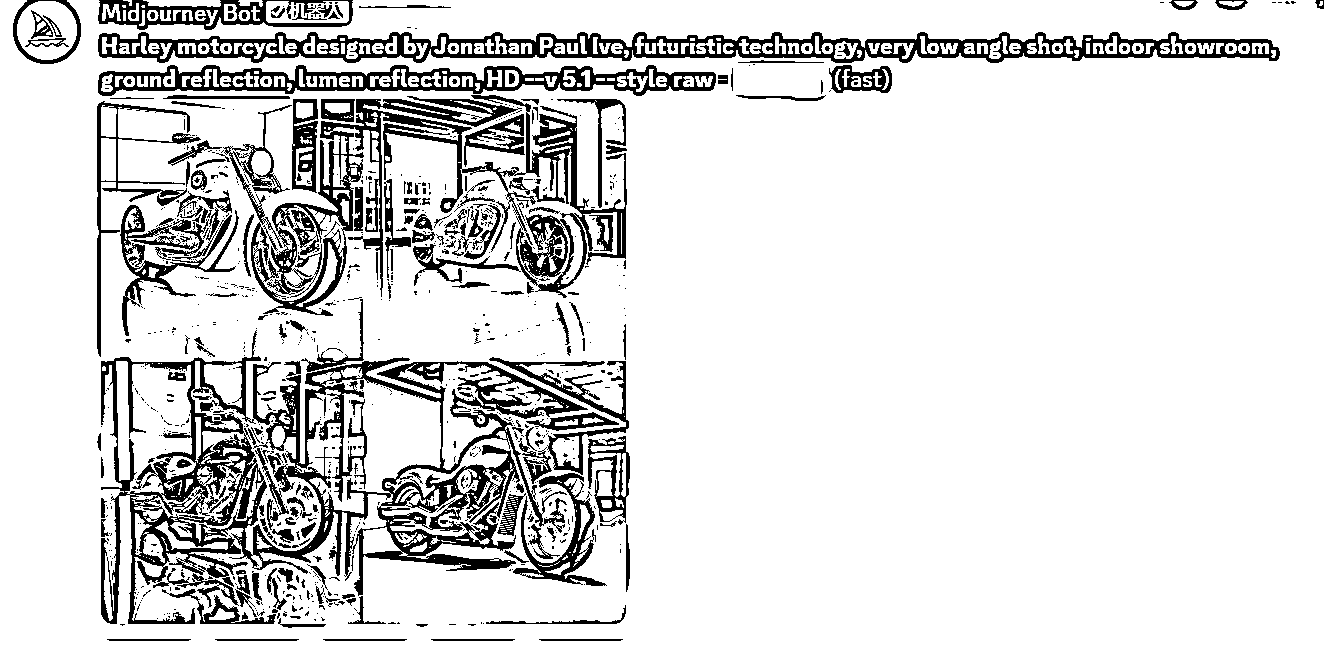 Midjourney Bot ✓机器人
Harley motorcycle designed by Jonathan Paul Ive, futuristic technology, very low angle shot, indoor showroom,
ground reflection, lumen reflection, HD --v 5.1 --style raw - (fast)